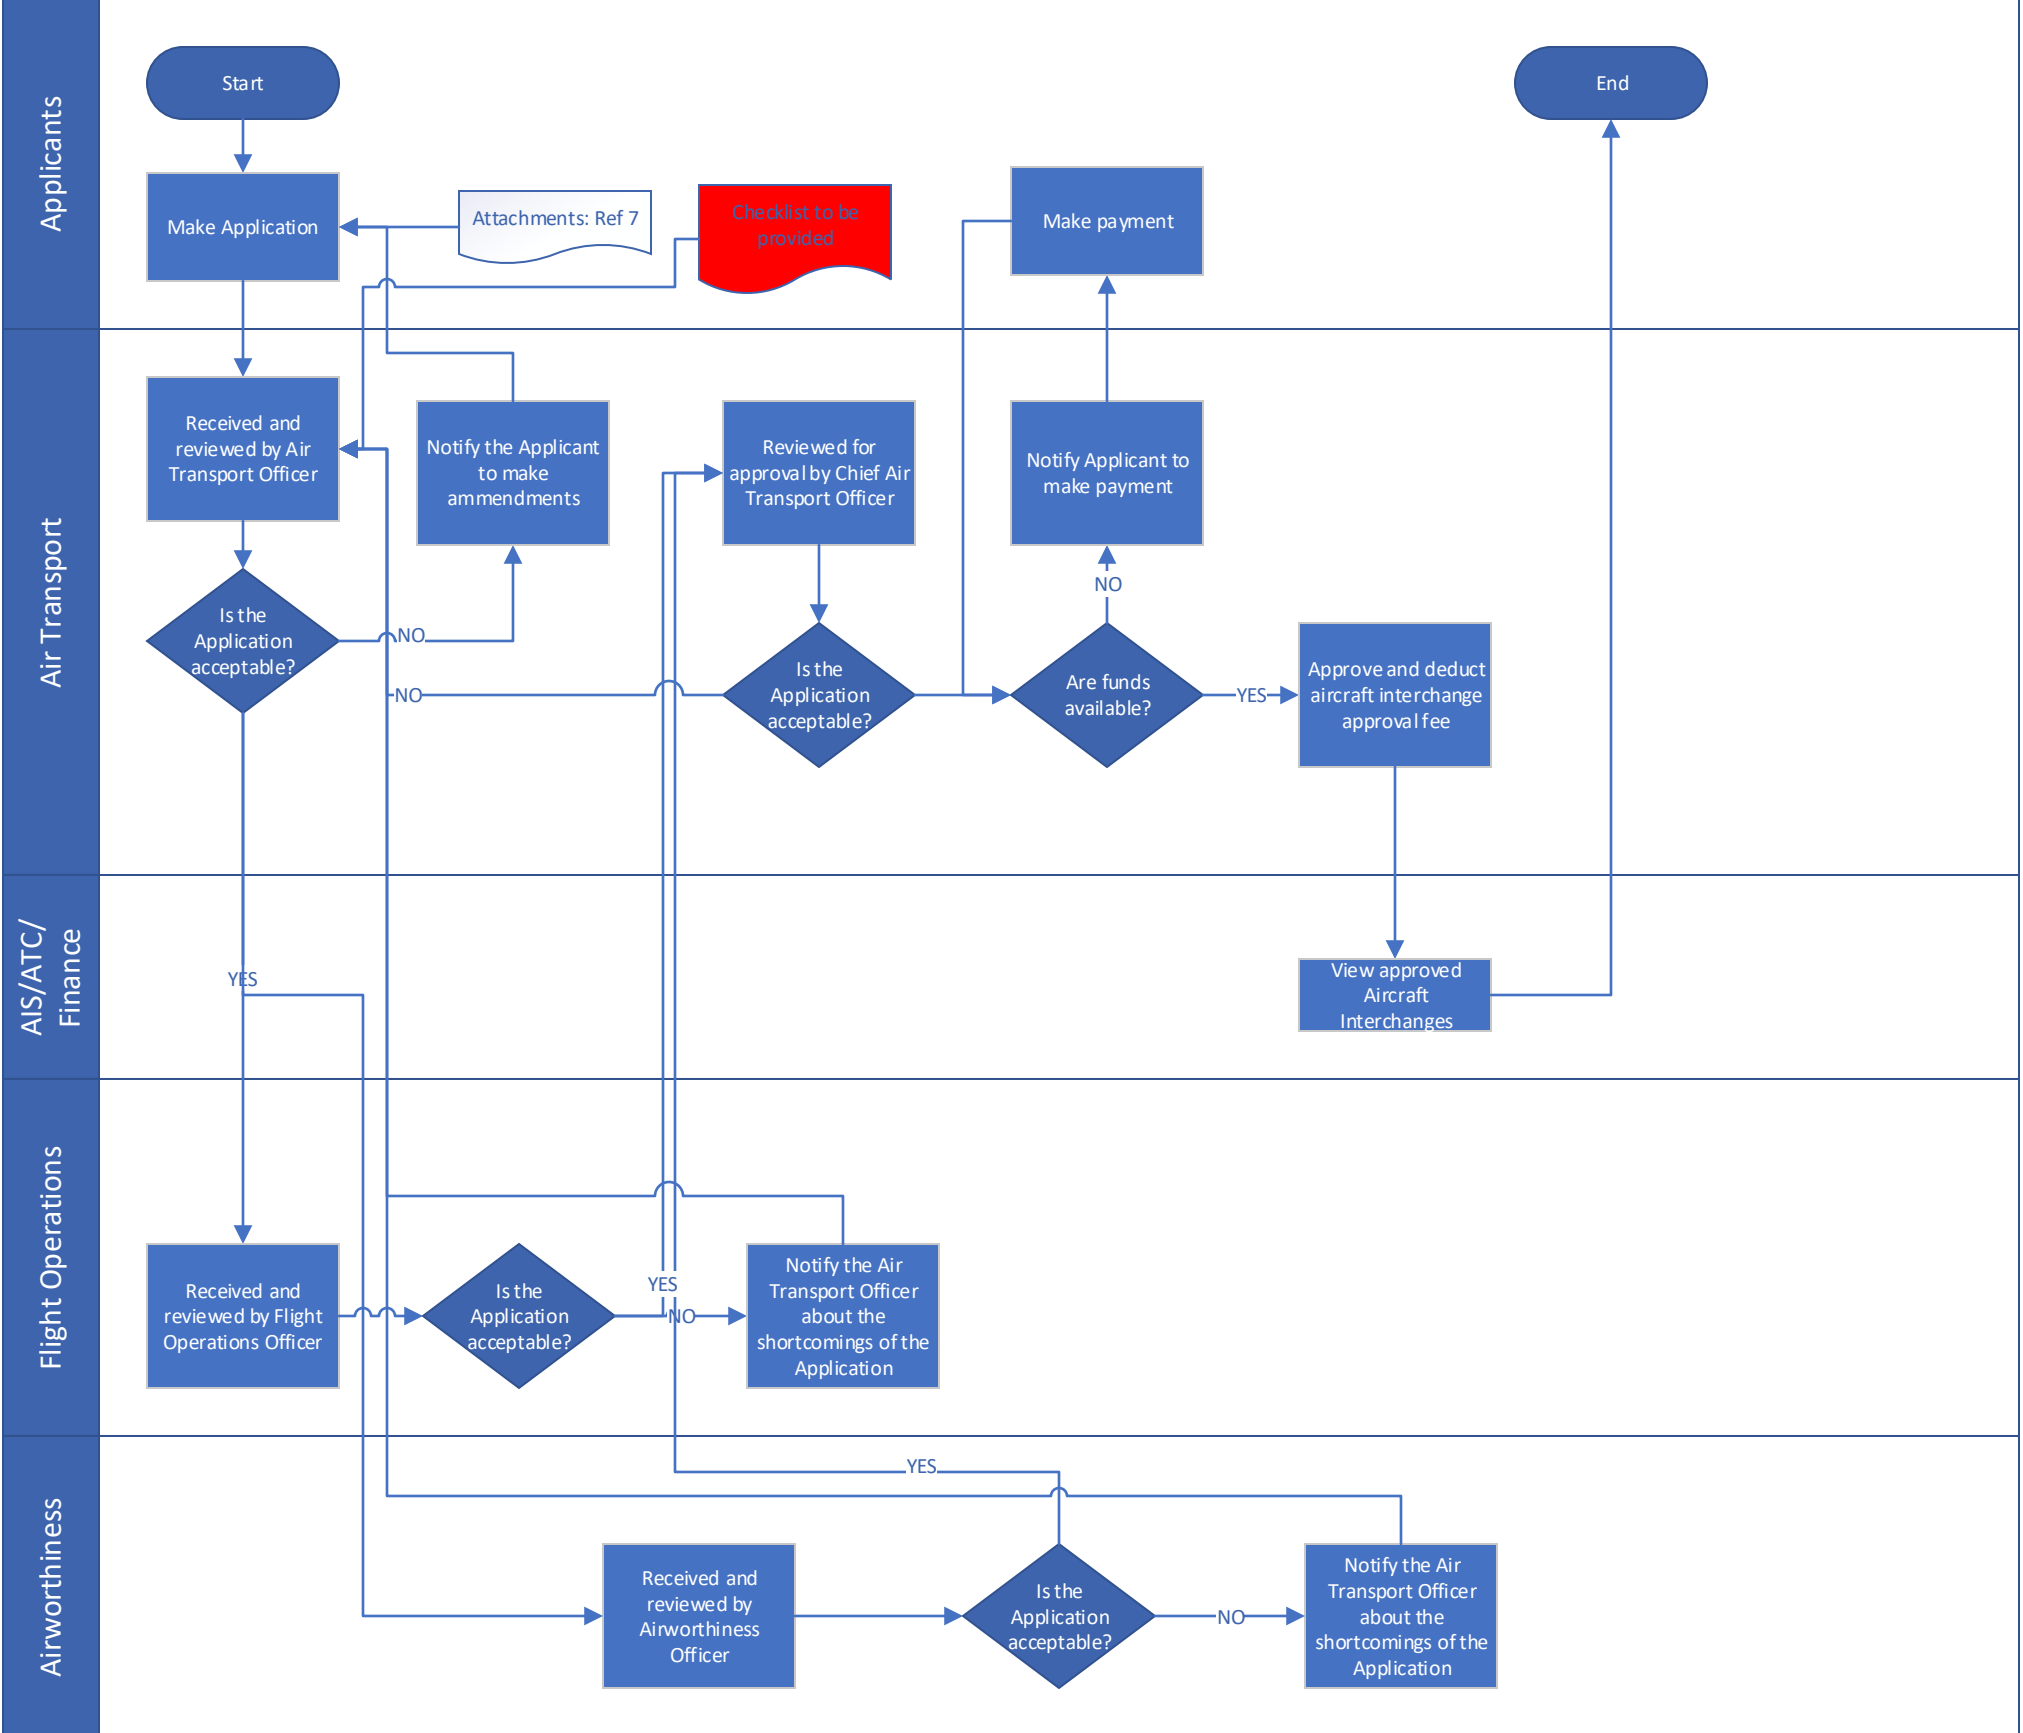 Applicants
Start
End
Make Application
Attachments: Ref 7
Checklist to be
provided
Make payment
Air Transport
Received and
reviewed by Air
Transport Officer
Notify the Applicant
to make
ammendments
Reviewed for
approval by Chief Air
Transport Officer
Notify Applicant to
make payment
NO
Is the
Application
acceptable?
NO
NO
Is the
Application
acceptable?
Are funds
available?
YES
Approve and deduct
aircraft interchange
approval fee
AIS/ATC/
Finance
YES
View approved
Aircraft
Interchanges
Flight Operations
Received and
reviewed by Flight
Operations Officer
Is the
Application
acceptable?
YES
NO
Notify the Air
Transport Officer
about the
shortcomings of the
Application
Airworthiness
YES
Received and
reviewed by
Airworthiness
Officer
Is the
Application
acceptable?
NO
Notify the Air
Transport Officer
about the
shortcomings of the
Application